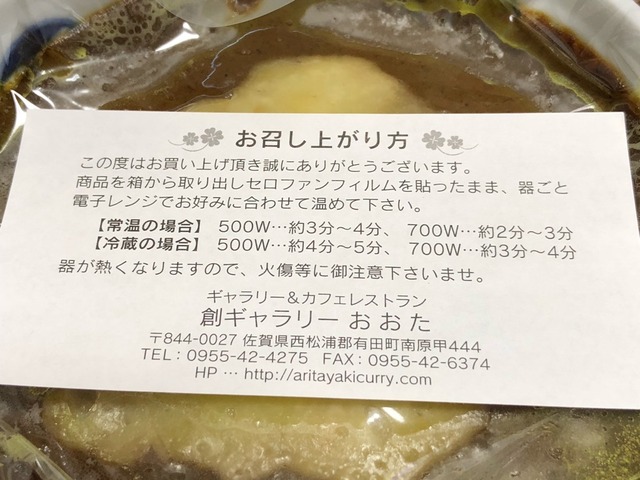 お召し上がり方
この度はお買い上げ頂き誠にありがとうございます。
商品を箱から取り出しセロファンフィルムを貼ったまま、器ごと
電子レンジでお好みに合わせて温めて下さい。
【常温の場合】 500W…約3分〜4分、 700W…約2分〜3分
【冷蔵の場合】 500W…約4分〜5分、 700W…約3分〜4分
器が熱くなりますので、火傷等に御注意下さいませ。
ギャラリー＆カフェレストラン
創ギャラリー おおた
〒844-0027 佐賀県西松浦郡有田町南原甲444
TEL：0955-42-4275 FAX：0955-42-6374
HP … http://aritayakicurry.com